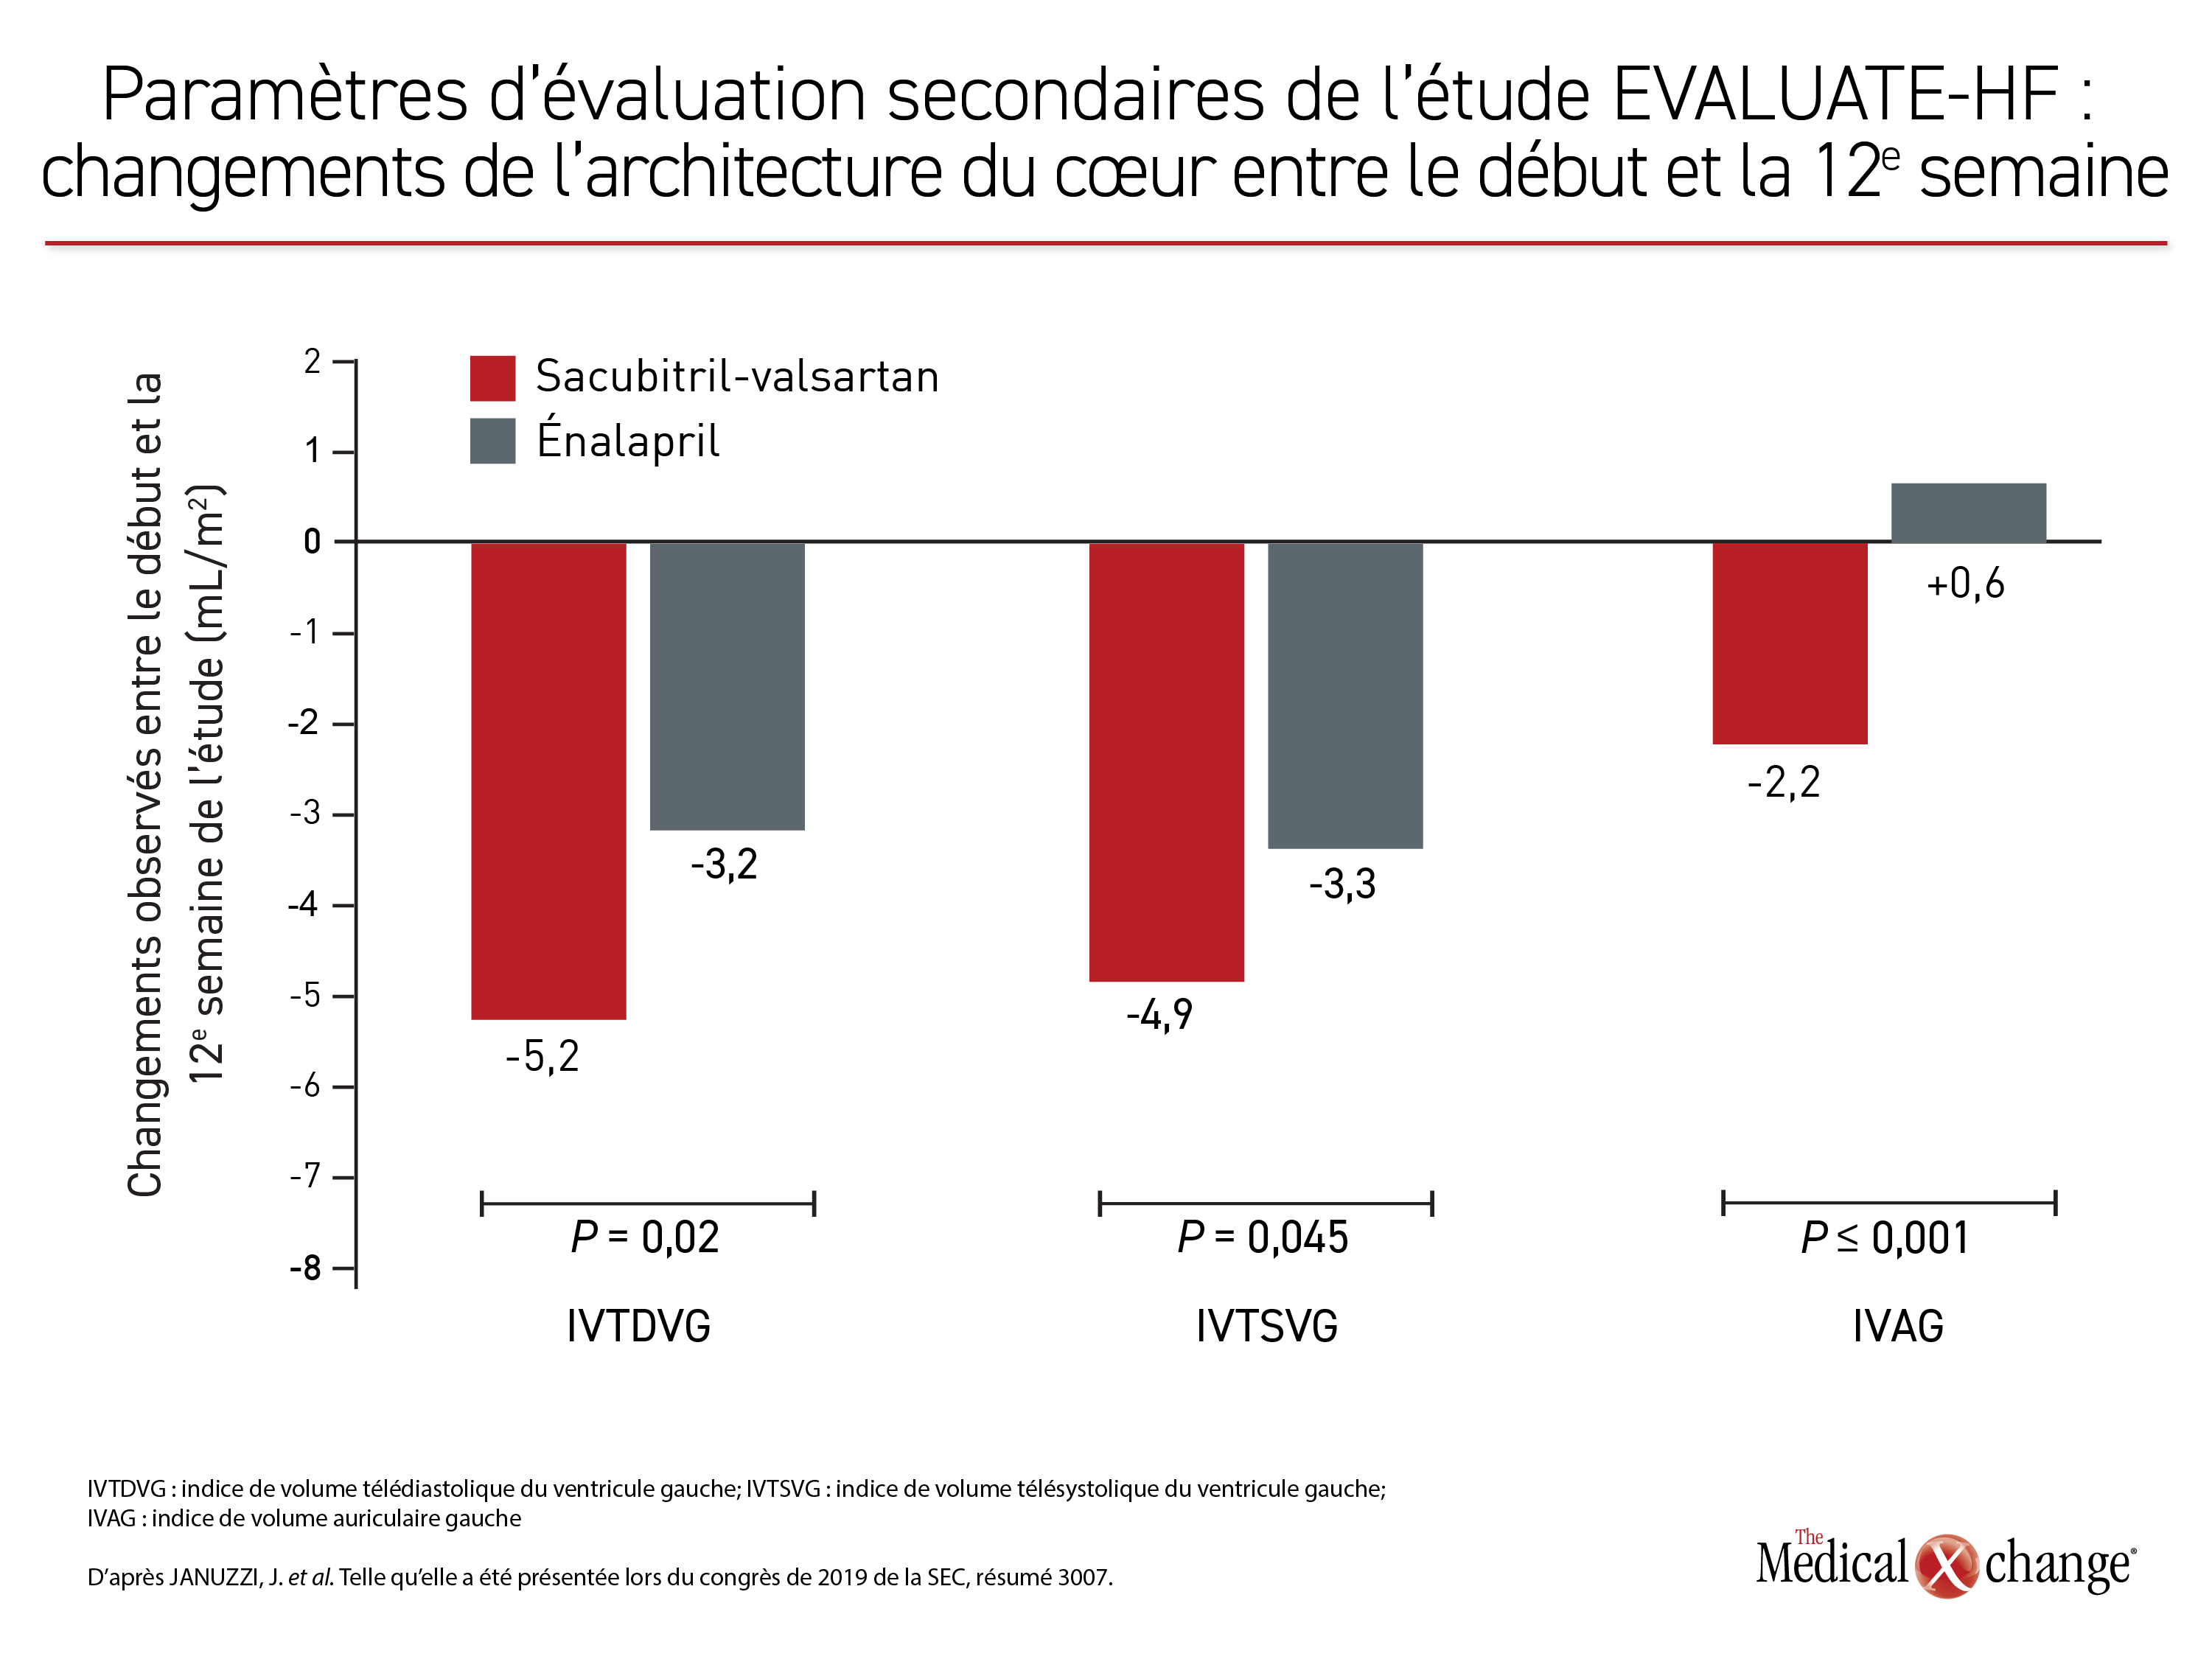 Paramètres d’évaluation secondaires de l’étude EVALUATE-HF :
changements de l’architecture du cœur entre le début et la 12e semaine
Changements observés entre le début et la
12e semaine de l’étude (mL/m2)
2
1
0
-1
-2
-3
-4
-5
-6
-7
-8
Sacubitril-valsartan
Énalapril
-5,2
-3,2
-4,9
-3,3
-2,2
+0,6
P = 0,02
P = 0,045
P ≤ 0,001
IVTDVG
IVTSVG
IVAG
IVTDVG : indice de volume télédiastolique du ventricule gauche; IVTSVG : indice de volume télésystolique du ventricule gauche;
IVAG : indice de volume auriculaire gauche
D’après JANUZZI, J. et al. Telle qu’elle a été présentée lors du congrès de 2019 de la SEC, résumé 3007.
The
Medical X change®